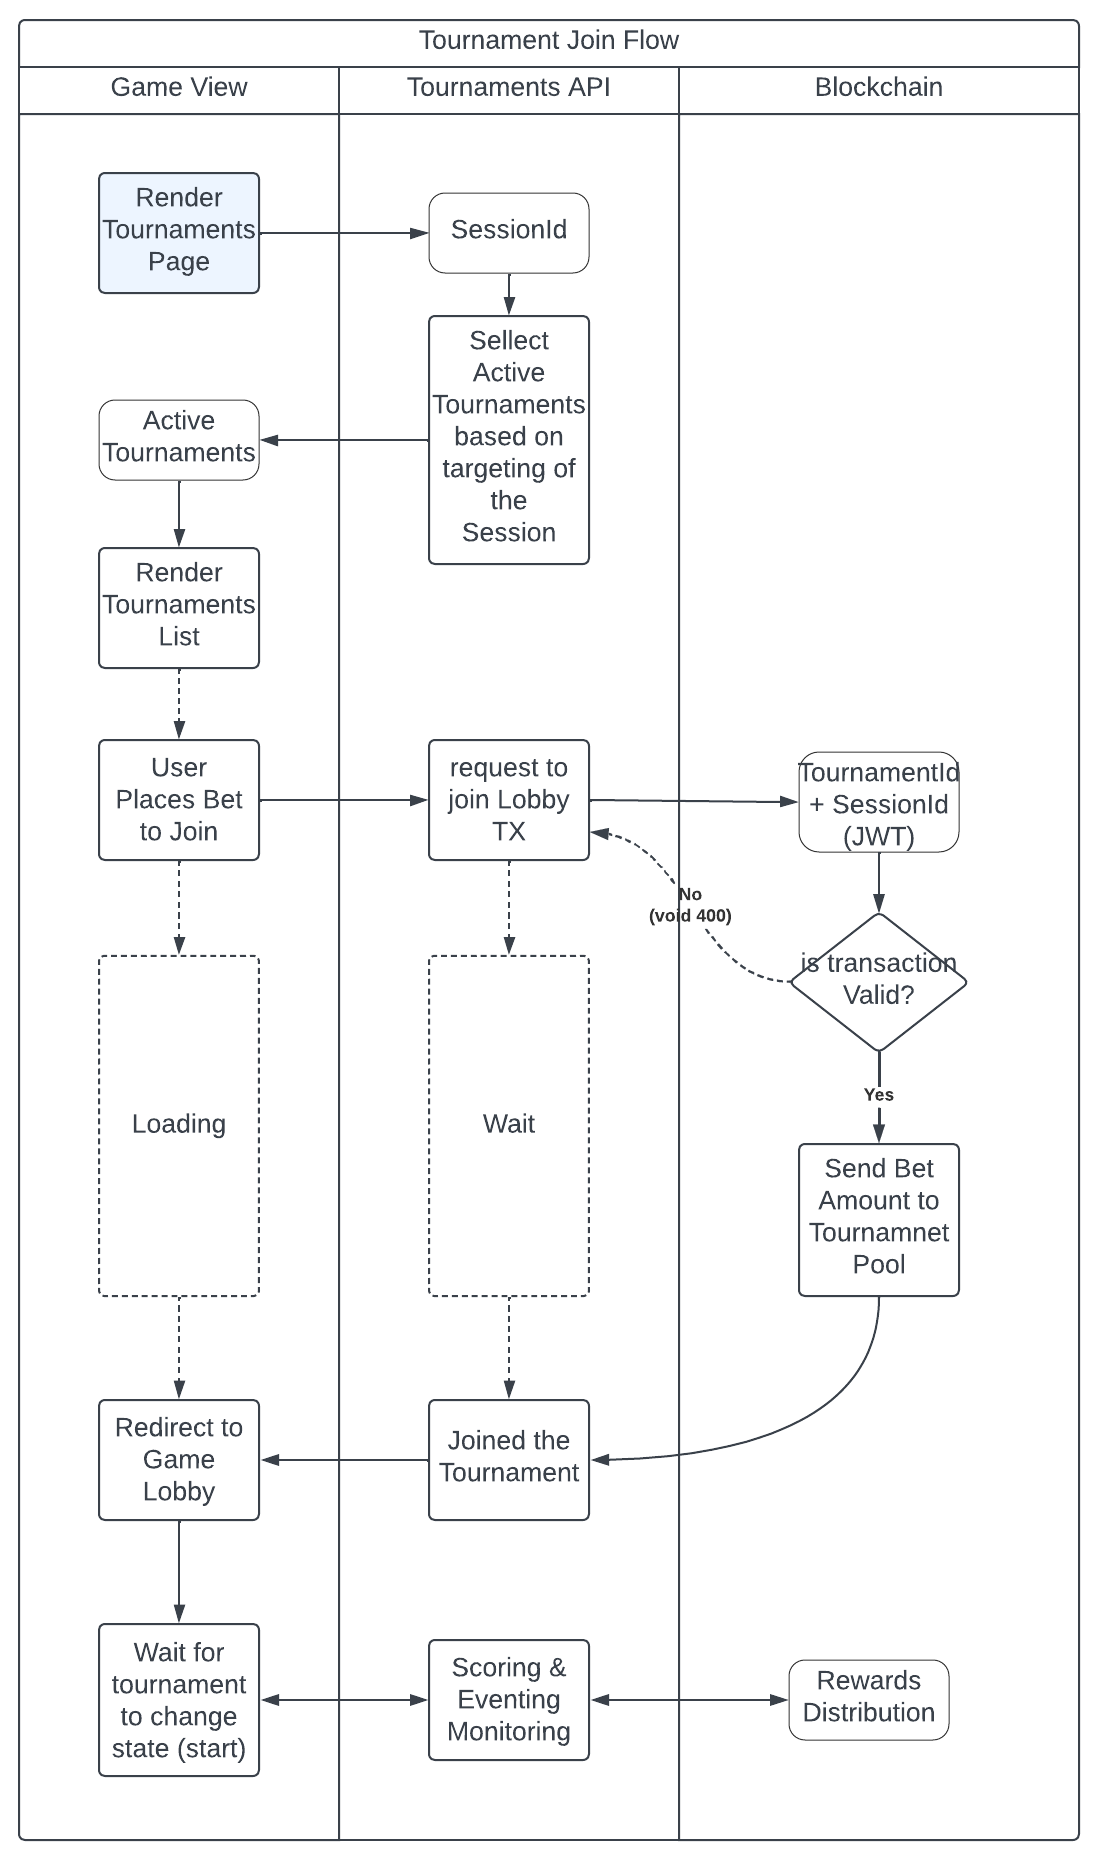 Tournament Join Flow
Game View
Tournaments API
Blockchain
Render
Tournaments
Page
SessionId
Sellect
Active
Tournaments
based on
targeting of
the
Session
Active
Tournaments
Render
Tournaments
List
User
Places Bet
to Join
request to
join Lobby
TX
TournamentId
+ SessionId
(JWT)
No
(void 400)
is transaction
Valid?
Yes
Loading
Wait
Send Bet
Amount to
Tournamnet
Pool
Redirect to
Game
Lobby
Joined the
Tournament
Wait for
tournament
to change
state (start)
Scoring &
Eventing
Monitoring
Rewards
Distribution